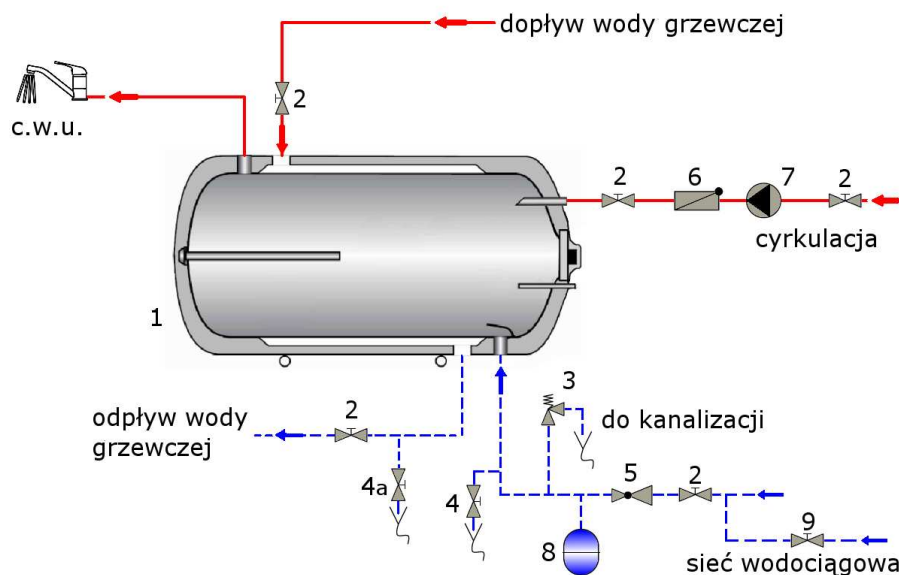 dopływ wody grzewczej
2
c.w.u.
2
6
7
2
cyrkulacja
1
3
odpływ wody
grzewczej
2
do kanalizacji
4a
4
5
2
8
9
sieć wodociągowa